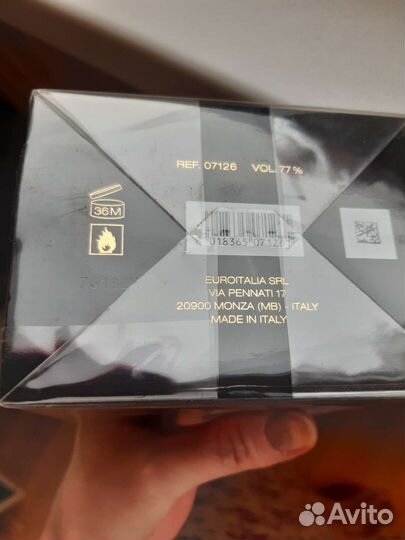 REF. 07126 VOL. 77%
36M
EUROITALIA SRL
VIA PENNATI 17
20900 MONZA (MB) - ITALY
MADE IN ITALY
Avito